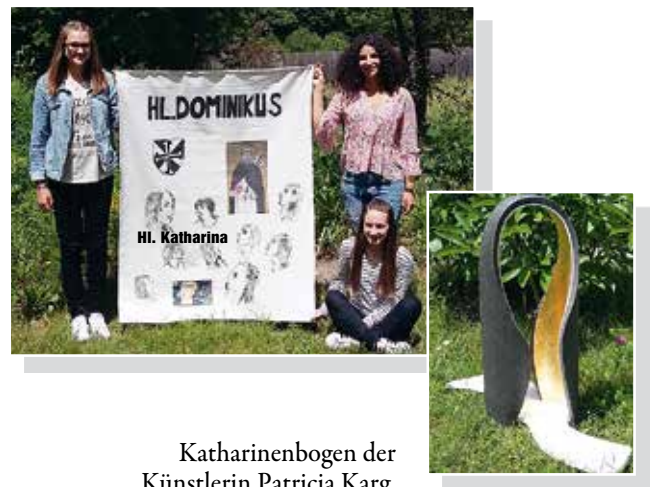 HL.DOMINIKUS
Hl. Katharina
Katharinenbogen der
Künstlerin Patricia Karg